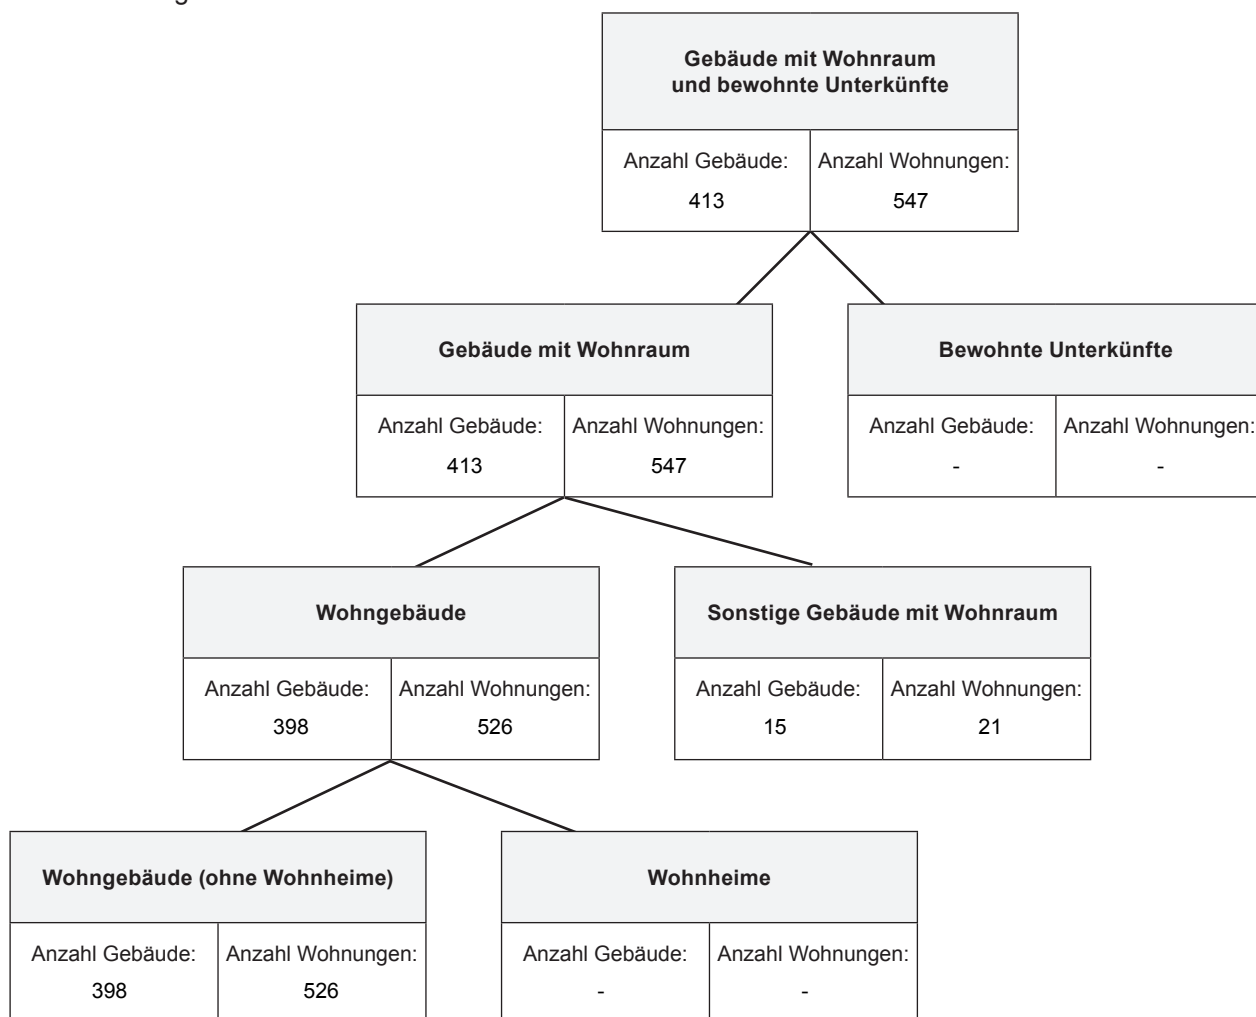 Gebäude mit Wohnraum
und bewohnte Unterkünfte
Anzahl Gebäude: Anzahl Wohnungen:
413 547
Gebäude mit Wohnraum
Anzahl Gebäude: Anzahl Wohnungen:
413 547
Bewohnte Unterkünfte
Anzahl Gebäude: Anzahl Wohnungen:
- -
Wohngebäude
Anzahl Gebäude: Anzahl Wohnungen:
398 526
Sonstige Gebäude mit Wohnraum
Anzahl Gebäude: Anzahl Wohnungen:
15 21
Wohngebäude (ohne Wohnheime)
Anzahl Gebäude: Anzahl Wohnungen:
398 526
Wohnheime
Anzahl Gebäude: Anzahl Wohnungen:
- -